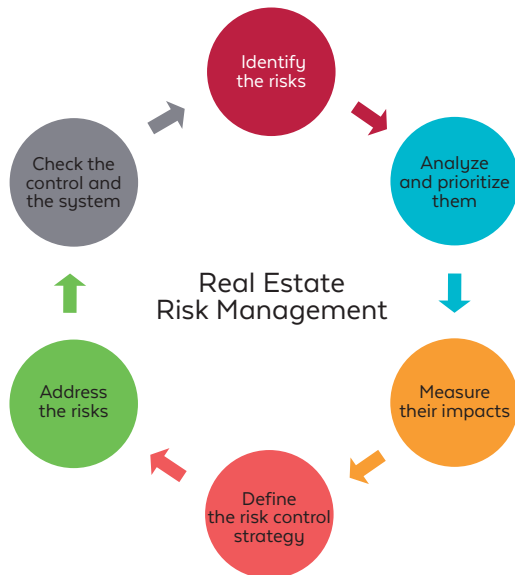 Identify
the risks
Analyze
and prioritize
them
Measure
their impacts
Define
the risk control
strategy
Address
the risks
Check the
control and
the system
Real Estate
Risk Management